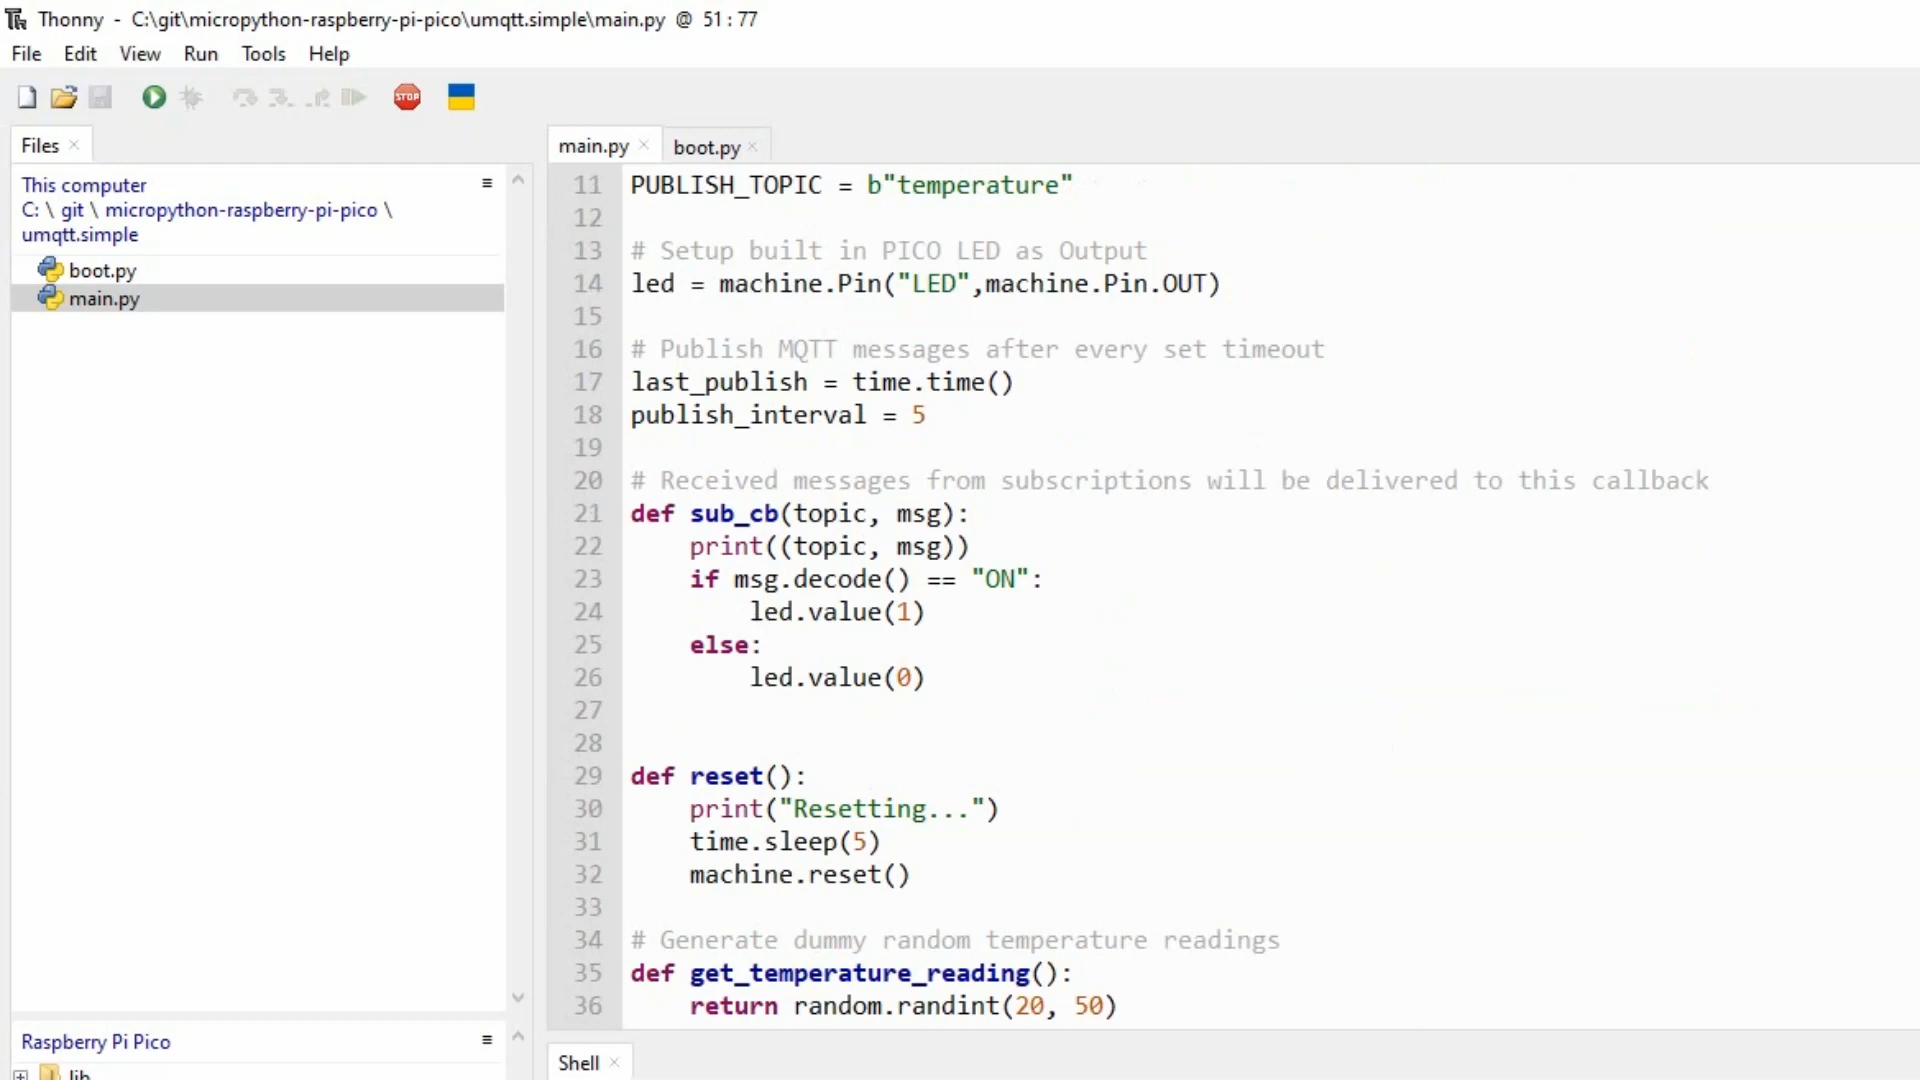 Thonny - C:\git\micropython-raspberry-pi-pico\umqtt.simple\main.py @ 51 : 77
File Edit View Run Tools Help
STOP
Files
This computer
C: \ git \ micropython-raspberry-pi-pico \
umqtt.simple
boot.py
main.py
Raspberry Pi Pico
lib
main.py boot.py
11 PUBLISH_TOPIC = b"temperature"
12
13 # Setup built in PICO LED as Output
14 led = machine.Pin("LED",machine.Pin.OUT)
15
16 # Publish MQTT messages after every set timeout
17 last_publish = time.time()
18 publish_interval = 5
19
20 # Received messages from subscriptions will be delivered to this callback
21 def sub_cb(topic, msg):
22     print((topic, msg))
23     if msg.decode() == "ON":
24         led.value(1)
25     else:
26         led.value(0)
27
28
29 def reset():
30     print("Resetting...")
31     time.sleep(5)
32     machine.reset()
33
34 # Generate dummy random temperature readings
35 def get_temperature_reading():
36     return random.randint(20, 50)
Shell